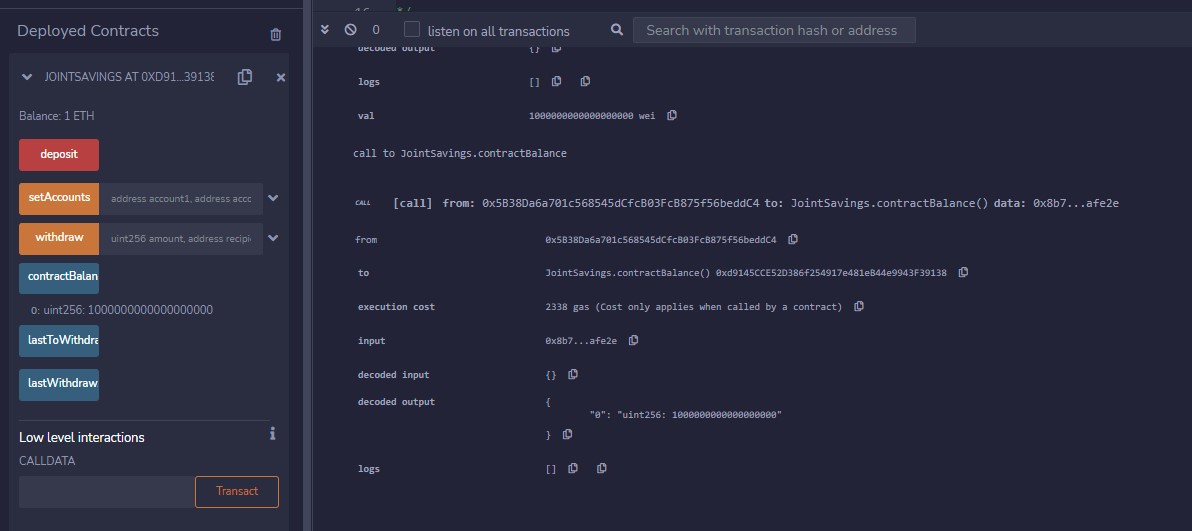 Deployed Contracts
JOINTSAVINGS AT 0XD91...39138
Balance: 1 ETH
deposit
setAccounts address account1, address acco
withdraw uint256 amount, address recipi
contractBalan
0: uint256: 1000000000000000000
lastToWithdra
lastWithdraw
Low level interactions
CALLDATA
Transact
16 */
0 listen on all transactions Search with transaction hash or address
decoded output {}
logs []
val 1000000000000000000 wei
call to JointSavings.contractBalance
CALL [call] from: 0x5B38Da6a701c568545dCfcB03FcB875f56beddC4 to: JointSavings.contractBalance() data: 0x8b7...afe2e
from 0x5B38Da6a701c568545dCfcB03FcB875f56beddC4
to JointSavings.contractBalance() 0xd9145CCE52D386f254917e481eB44e9943F39138
execution cost 2338 gas (Cost only applies when called by a contract)
input 0x8b7...afe2e
decoded input {}
decoded output {
"0": "uint256: 1000000000000000000"
}
logs []